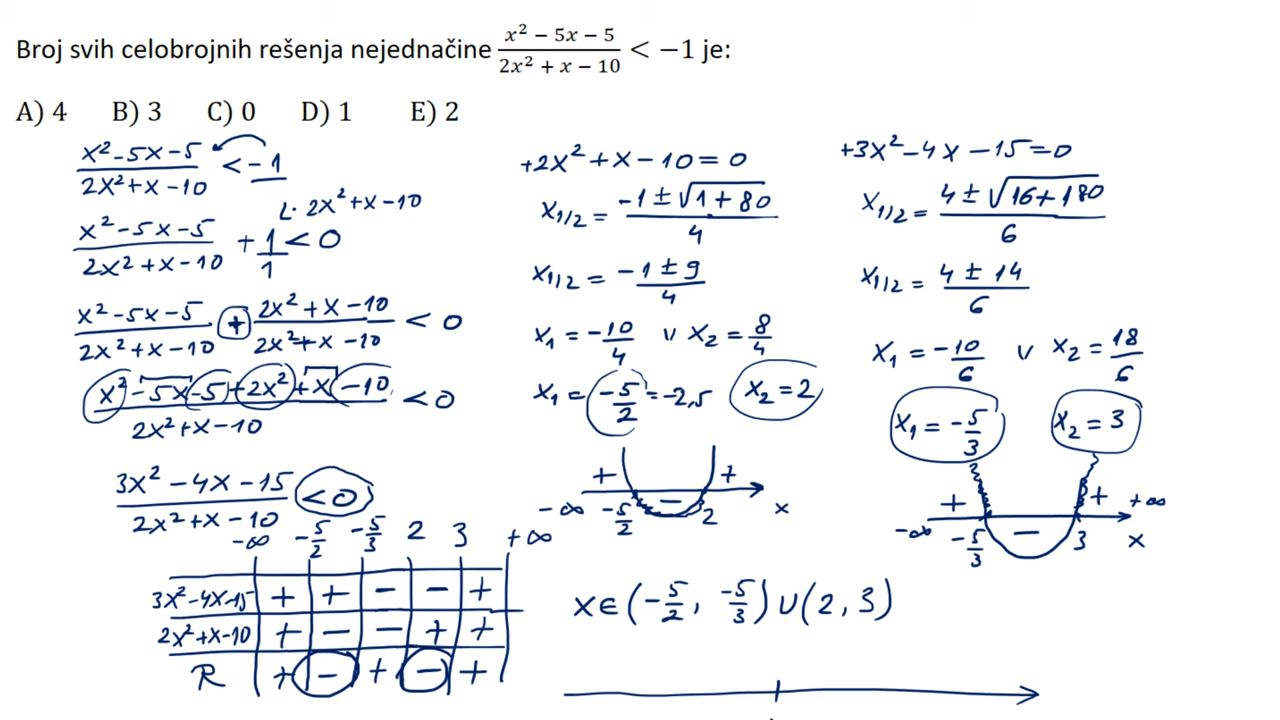 Broj svih celobrojnih rešenja nejednačine (x² − 5x − 5)/(2x² + x − 10) < −1 je:
A) 4 B) 3 C) 0 D) 1 E) 2
(x² − 5x − 5)/(2x² + x − 10) < −1
/· 2x² + x − 10
(x² − 5x − 5)/(2x² + x − 10) + 1/1 < 0
(x² − 5x − 5)/(2x² + x − 10) + (2x² + x − 10)/(2x² + x − 10) < 0
(x² − 5x − 5 + 2x² + x − 10)/(2x² + x − 10) < 0
(3x² − 4x − 15)/(2x² + x − 10) < 0
−∞ −5/2 −5/3 2 3 +∞
3x²−4x−15 + + − − +
2x²+x−10 + − − + +
R + − + − +
+2x² + x − 10 = 0
x1/2 = (−1 ± √(1 + 80))/4
x1/2 = (−1 ± 9)/4
x₁ = −10/4 ∨ x₂ = 8/4
x₁ = −5/2 = −2,5 x₂ = 2
+ − +
−∞ −5/2 2 x
+3x² − 4x − 15 = 0
x1/2 = (4 ± √(16 + 180))/6
x1/2 = (4 ± 14)/6
x₁ = −10/6 ∨ x₂ = 18/6
x₁ = −5/3 x₂ = 3
+ − + +∞
−∞ −5/3 3 x
x ∈ (−5/2, −5/3) ∪ (2, 3)